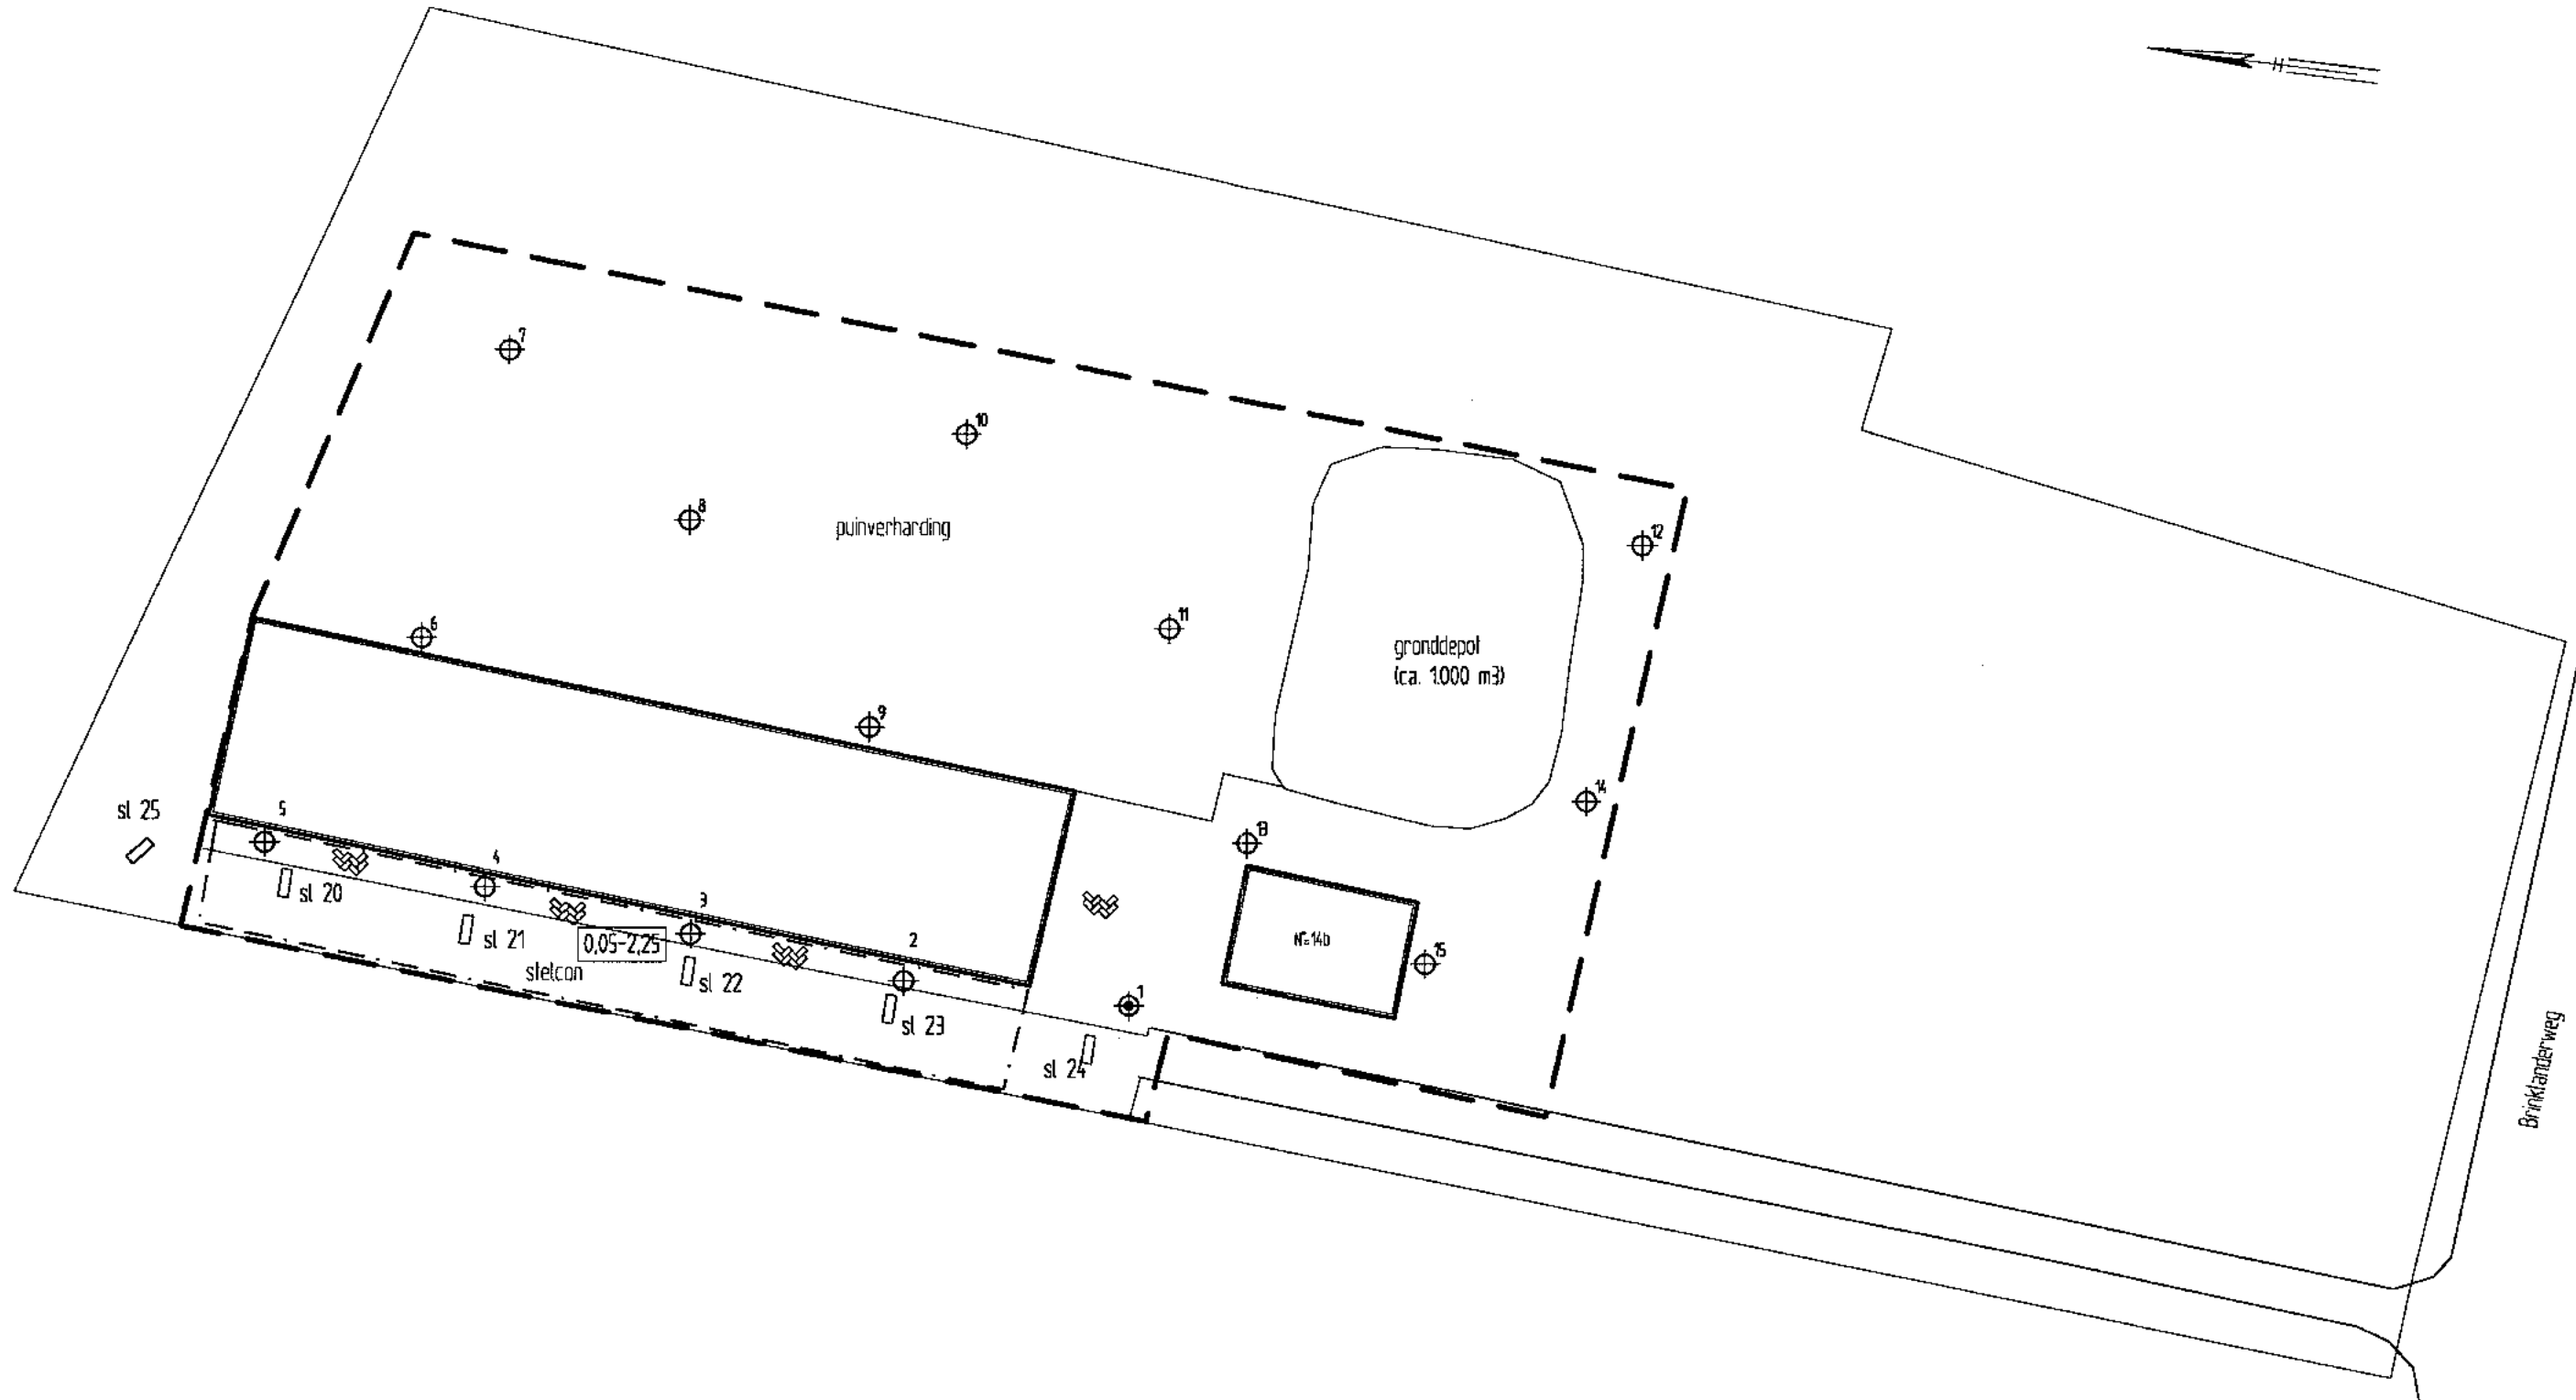 7
10
8
puinverharding
12
6
11
gronddepot
(ca. 1.000 m3)
9
14
sl 25
5
13
4
sl 20
3
sl 21
0,05-2,25
2
N° 14b
15
stelcon
sl 22
1
sl 23
sl 24
Brinklanderweg